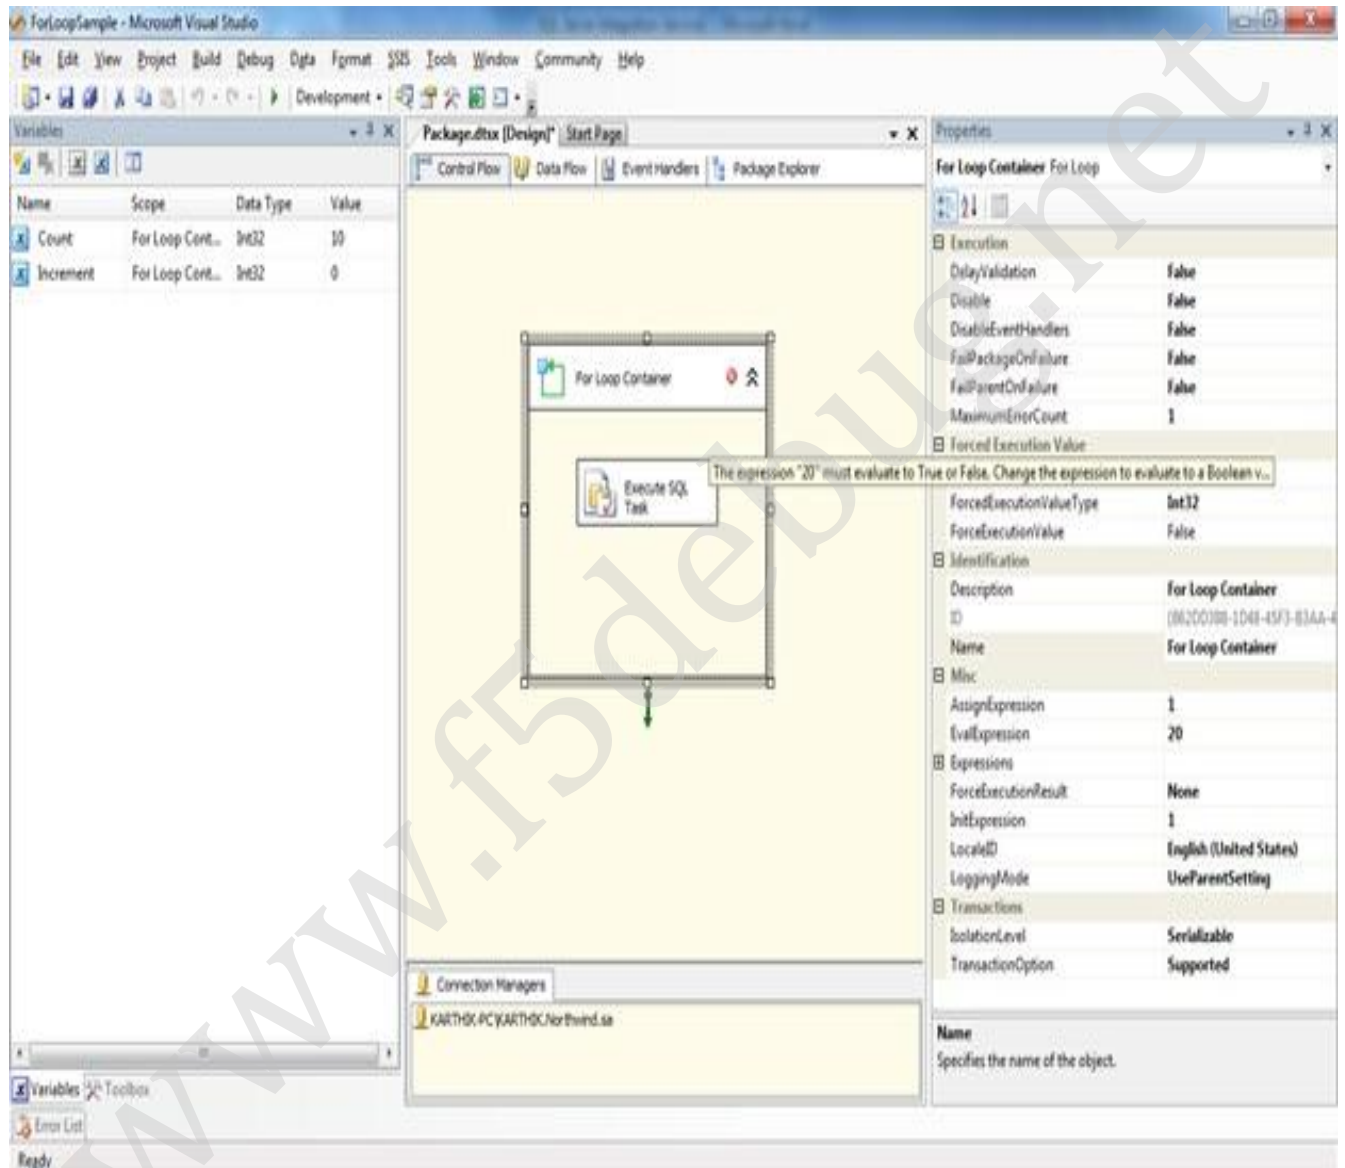 ForLoopSample - Microsoft Visual Studio
File Edit View Project Build Debug Data Format SSIS Tools Window Community Help
Development
Variables
Name Scope Data Type Value
Count For Loop Cont... Int32 10
Increment For Loop Cont... Int32 0
Variables Toolbox
Error List
Ready
Package.dtsx [Design]* Start Page
Control Flow Data Flow Event Handlers Package Explorer
For Loop Container
Execute SQL
Task
The expression "20" must evaluate to True or False. Change the expression to evaluate to a Boolean v...
Connection Managers
KARTHIK-PC\KARTHIK.Northwind.sa
Properties
For Loop Container For Loop
Execution
DelayValidation False
Disable False
DisableEventHandlers False
FailPackageOnFailure False
FailParentOnFailure False
MaximumErrorCount 1
Forced Execution Value
ForcedExecutionValueType Int32
ForceExecutionValue False
Identification
Description For Loop Container
ID
Name For Loop Container
Misc
AssignExpression 1
EvalExpression 20
Expressions
ForceExecutionResult None
InitExpression 1
LocaleID English (United States)
LoggingMode UseParentSetting
Transactions
IsolationLevel Serializable
TransactionOption Supported
Name
Specifies the name of the object.
www.f5debug.net